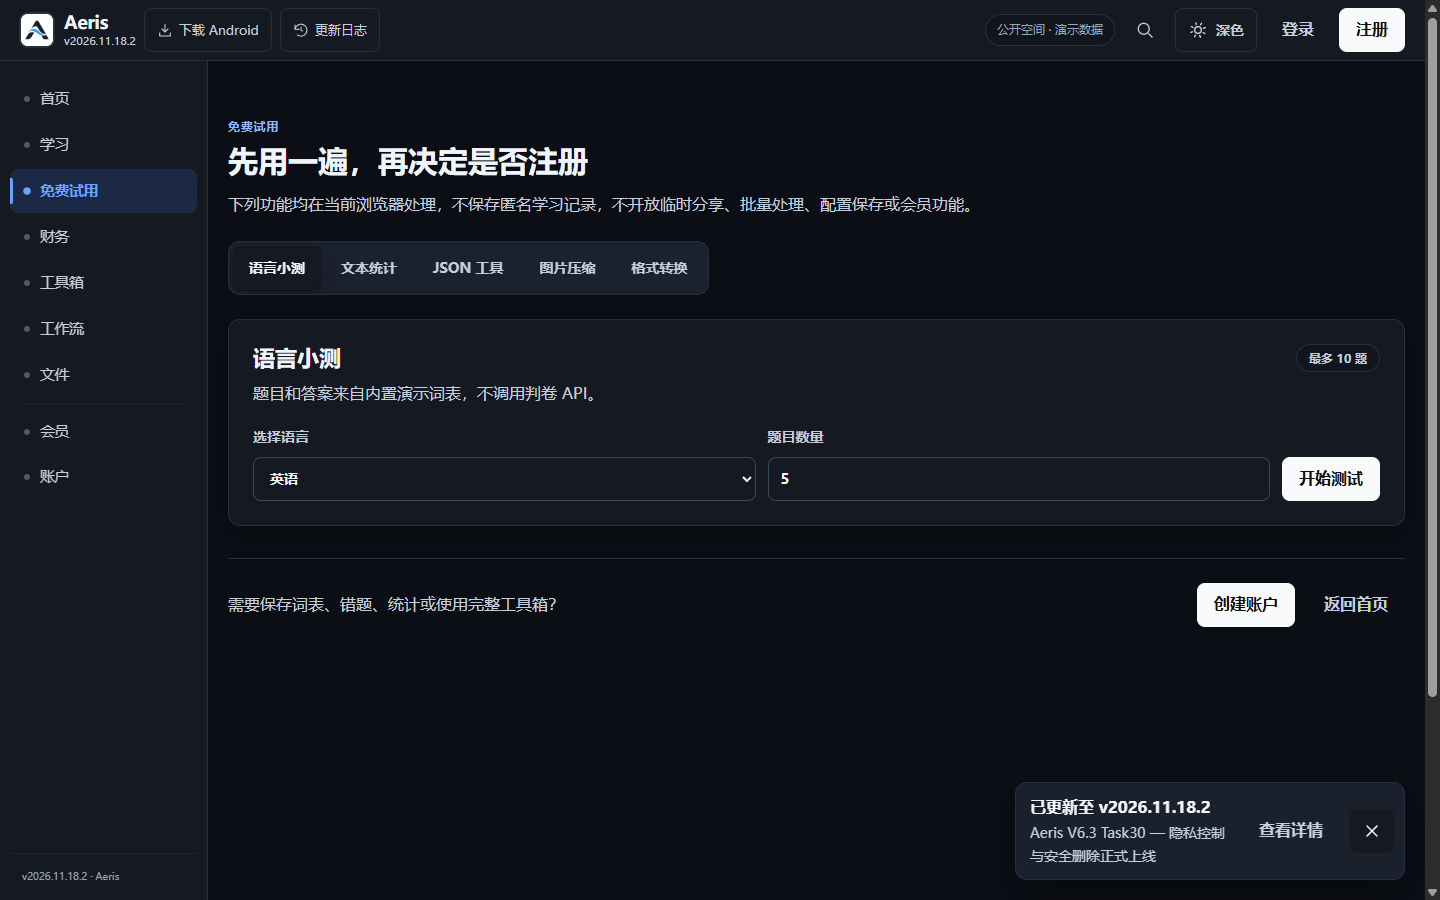 Aeris
v2026.11.18.2
下载 Android
更新日志
公开空间 · 演示数据
深色
登录
注册
首页
学习
免费试用
财务
工具箱
工作流
文件
会员
账户
v2026.11.18.2 · Aeris
免费试用
先用一遍，再决定是否注册
下列功能均在当前浏览器处理，不保存匿名学习记录，不开放临时分享、批量处理、配置保存或会员功能。
语言小测
文本统计
JSON 工具
图片压缩
格式转换
语言小测
最多 10 题
题目和答案来自内置演示词表，不调用判卷 API。
选择语言
题目数量
英语
5
开始测试
需要保存词表、错题、统计或使用完整工具箱？
创建账户
返回首页
已更新至 v2026.11.18.2
Aeris V6.3 Task30 — 隐私控制
与安全删除正式上线
查看详情